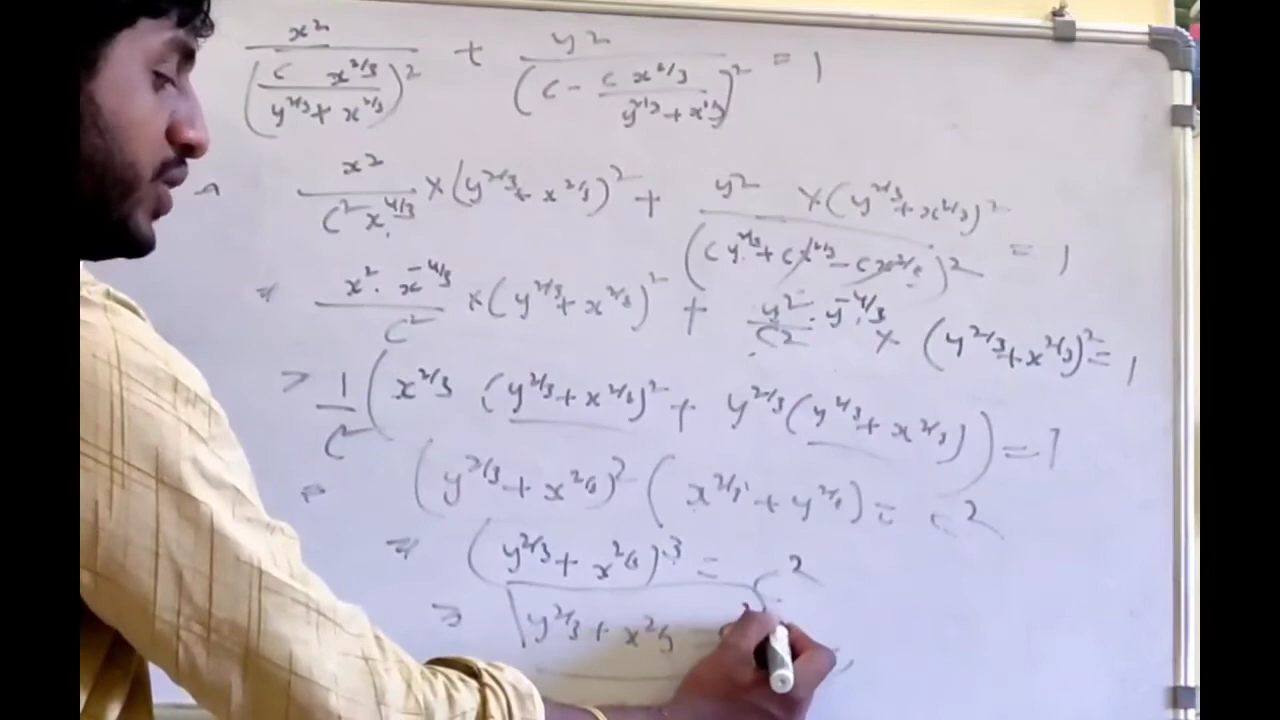 x² / (c x^(2/3) / (y^(2/3) + x^(2/3)))² + y² / (c - c x^(2/3) / (y^(2/3) + x^(2/3)))² = 1
x² / (c² x^(4/3)) × (y^(2/3) + x^(2/3))² + y² × (y^(2/3) + x^(2/3))² / (c y^(2/3) + c x^(2/3) - c x^(2/3))² = 1
⇒ x² · x^(-4/3) / c² × (y^(2/3) + x^(2/3))² + y² / c² · y^(-4/3) × (y^(2/3) + x^(2/3))² = 1
⇒ 1/c² ( x^(2/3) (y^(2/3) + x^(2/3))² + y^(2/3) (y^(2/3) + x^(2/3)) ) = 1
⇒ (y^(2/3) + x^(2/3))² (x^(2/3) + y^(2/3)) = c²
⇒ (y^(2/3) + x^(2/3))^3 = c²
⇒ y^(2/3) + x^(2/3) =